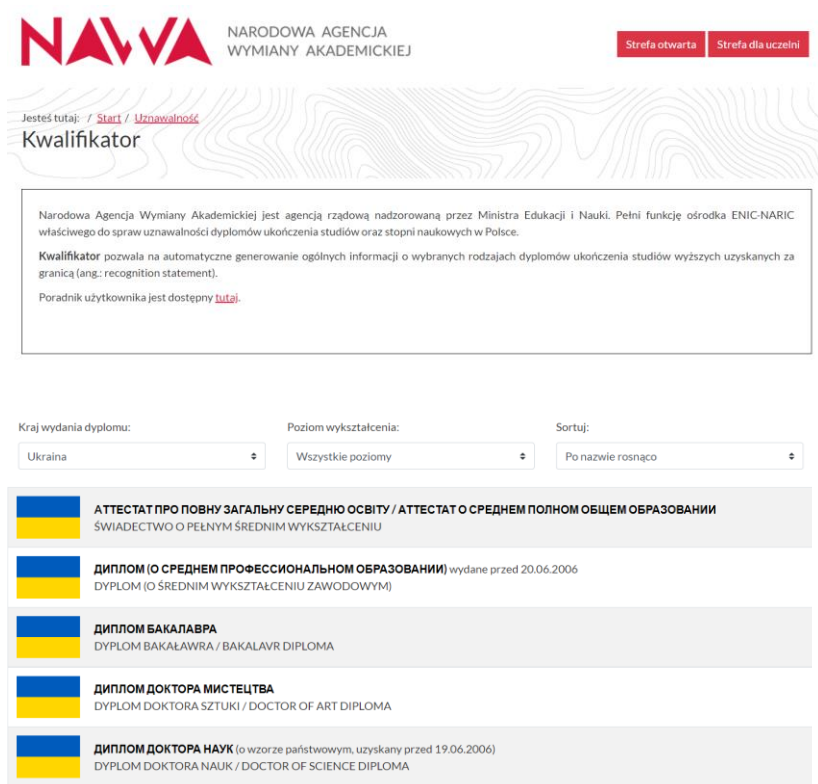 NAWA
NARODOWA AGENCJA
WYMIANY AKADEMICKIEJ
Strefa otwarta
Strefa dla uczelni
Jesteś tutaj: / Start / Uznawalność
Kwalifikator
Narodowa Agencja Wymiany Akademickiej jest agencją rządową nadzorowaną przez Ministra Edukacji i Nauki. Pełni funkcję ośrodka ENIC-NARIC
właściwego do spraw uznawalności dyplomów ukończenia studiów oraz stopni naukowych w Polsce.
Kwalifikator pozwala na automatyczne generowanie ogólnych informacji o wybranych rodzajach dyplomów ukończenia studiów wyższych uzyskanych za
granicą (ang.: recognition statement).
Poradnik użytkownika jest dostępny tutaj.
Kraj wydania dyplomu:
Poziom wykształcenia:
Sortuj:
Ukraina
Wszystkie poziomy
Po nazwie rosnąco
АТТЕСТАТ ПРО ПОВНУ ЗАГАЛЬНУ СЕРЕДНЮ ОСВІТУ / АТТЕСТАТ О СРЕДНЕМ ПОЛНОМ ОБЩЕМ ОБРАЗОВАНИИ
ŚWIADECTWO O PEŁNYM ŚREDNIM WYKSZTAŁCENIU
ДИПЛОМ (О СРЕДНЕМ ПРОФЕССИОНАЛЬНОМ ОБРАЗОВАНИИ) wydane przed 20.06.2006
DYPLOM (O ŚREDNIM WYKSZTAŁCENIU ZAWODOWYM)
ДИПЛОМ БАКАЛАВРА
DYPLOM BAKAŁAWRA / BAKALAVR DIPLOMA
ДИПЛОМ ДОКТОРА МИСТЕЦТВА
DYPLOM DOKTORA SZTUKI / DOCTOR OF ART DIPLOMA
ДИПЛОМ ДОКТОРА НАУК (o wzorze państwowym, uzyskany przed 19.06.2006)
DYPLOM DOKTORA NAUK / DOCTOR OF SCIENCE DIPLOMA